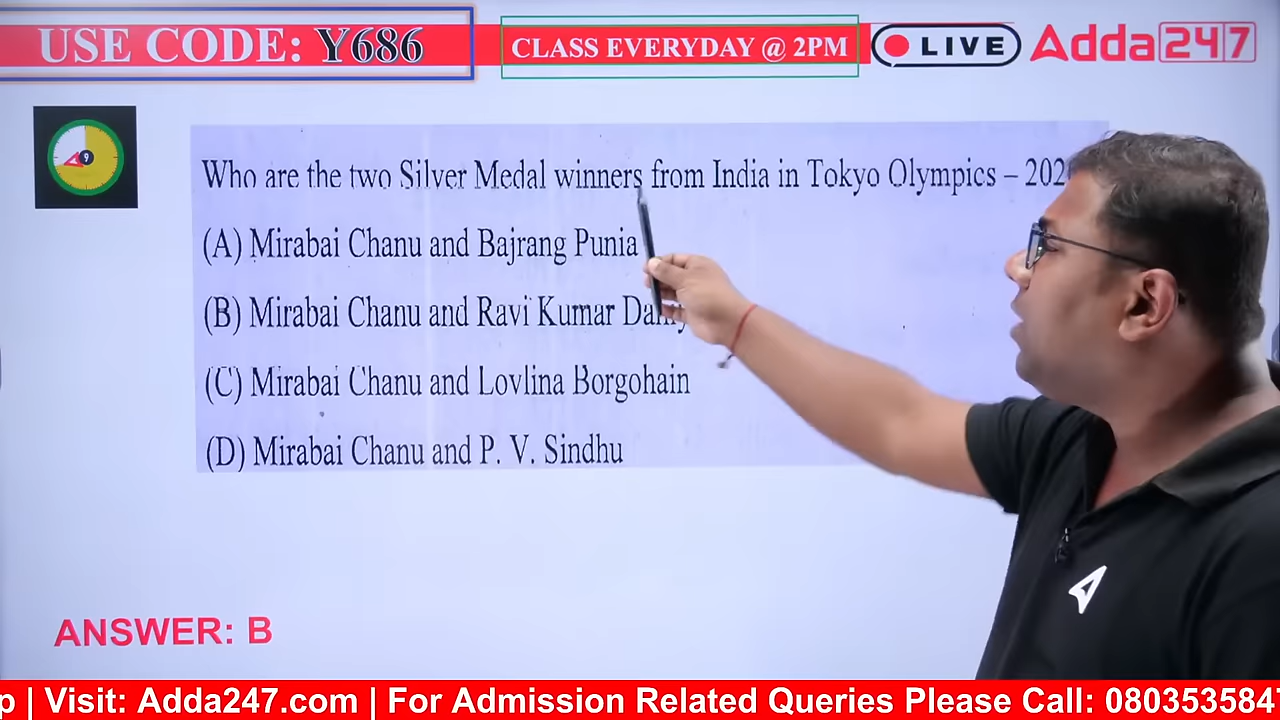 USE CODE: Y686
CLASS EVERYDAY @ 2PM
LIVE
Adda247
9
Who are the two Silver Medal winners from India in Tokyo Olympics –
(A) Mirabai Chanu and Bajrang Punia
(B) Mirabai Chanu and Ravi Kumar
(C) Mirabai Chanu and Lovlina Borgohain
(D) Mirabai Chanu and P. V. Sindhu
ANSWER: B
| Visit: Adda247.com | For Admission Related Queries Please Call: